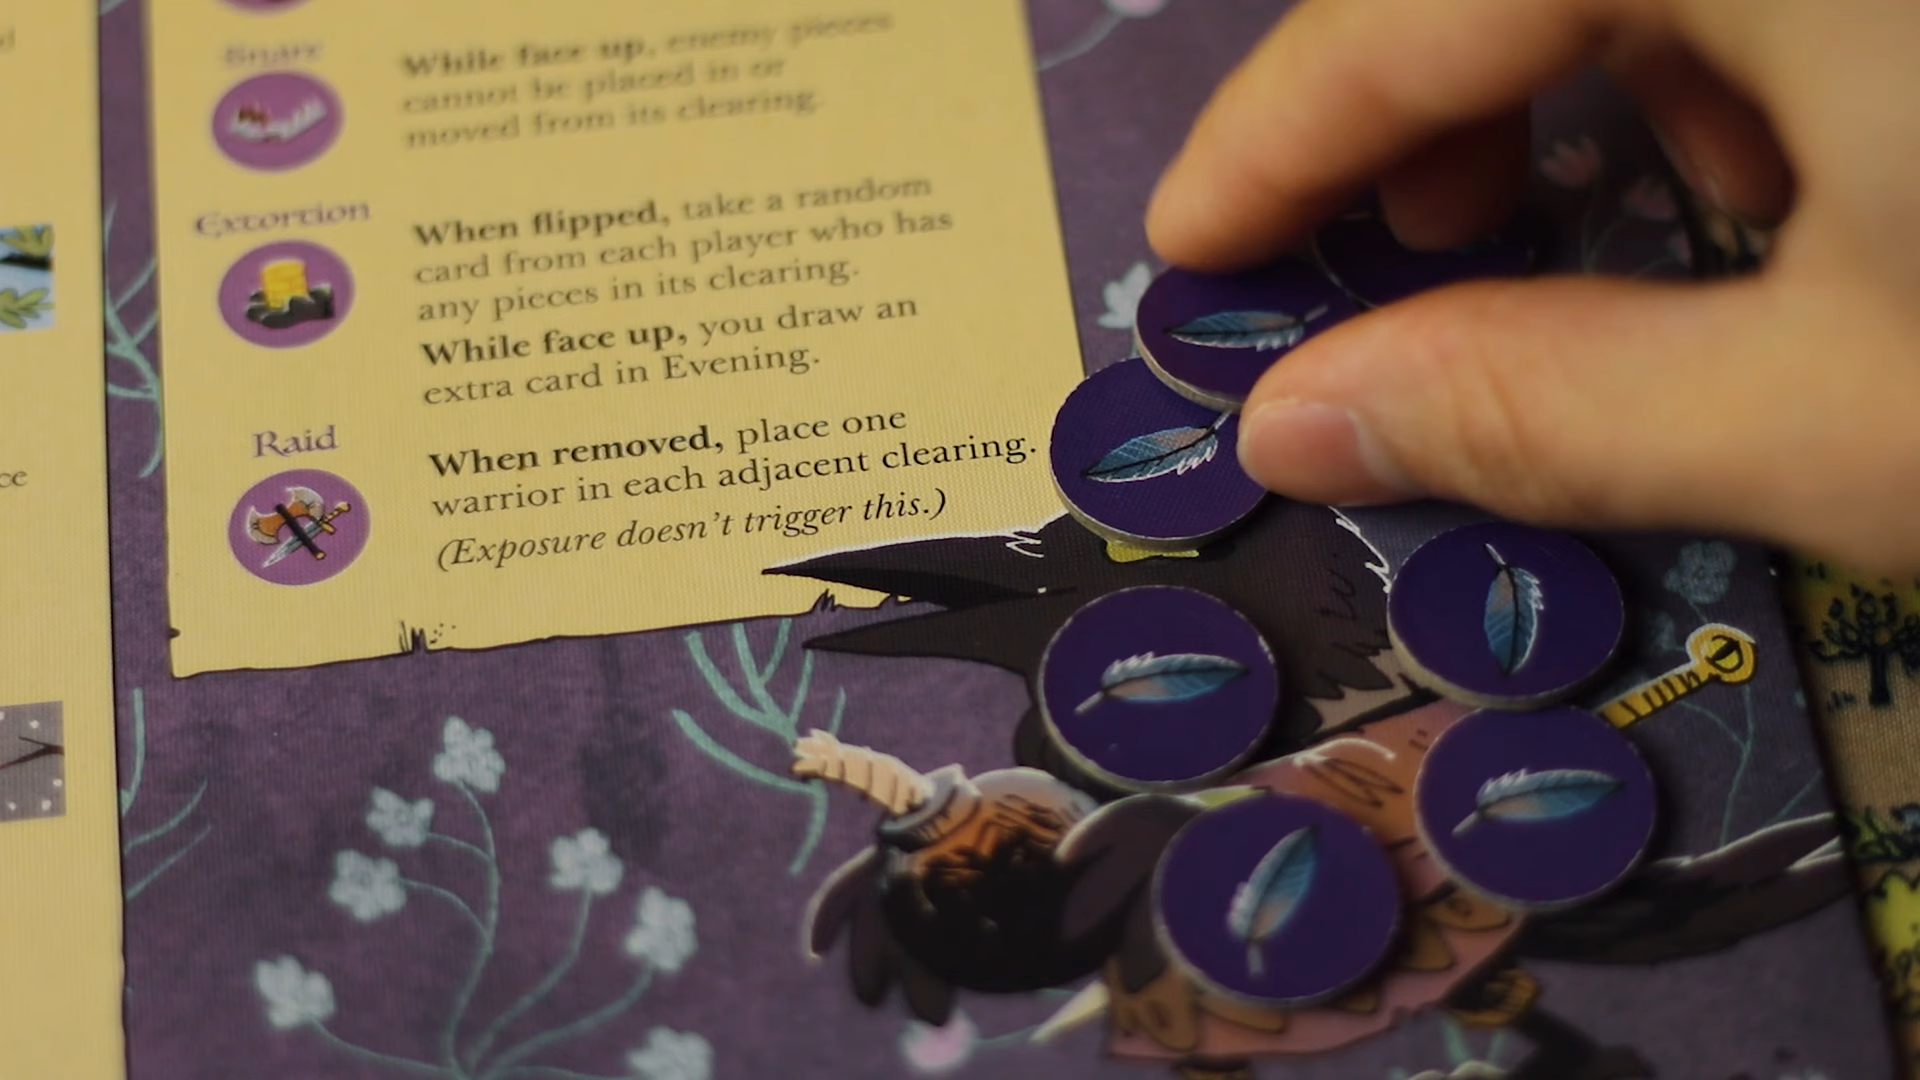 Snare
While face up, enemy pieces
cannot be placed in or
moved from its clearing.
Extortion
When flipped, take a random
card from each player who has
any pieces in its clearing.
While face up, you draw an
extra card in Evening.
Raid
When removed, place one
warrior in each adjacent clearing.
(Exposure doesn't trigger this.)